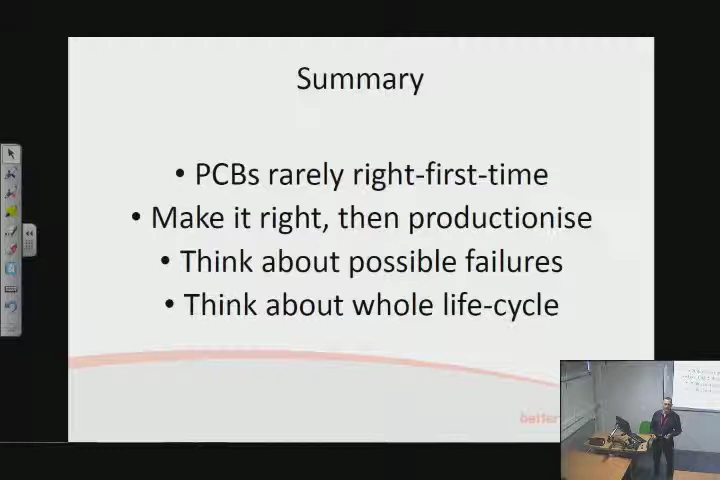 Summary
• PCBs rarely right-first-time
• Make it right, then productionise
• Think about possible failures
• Think about whole life-cycle
better